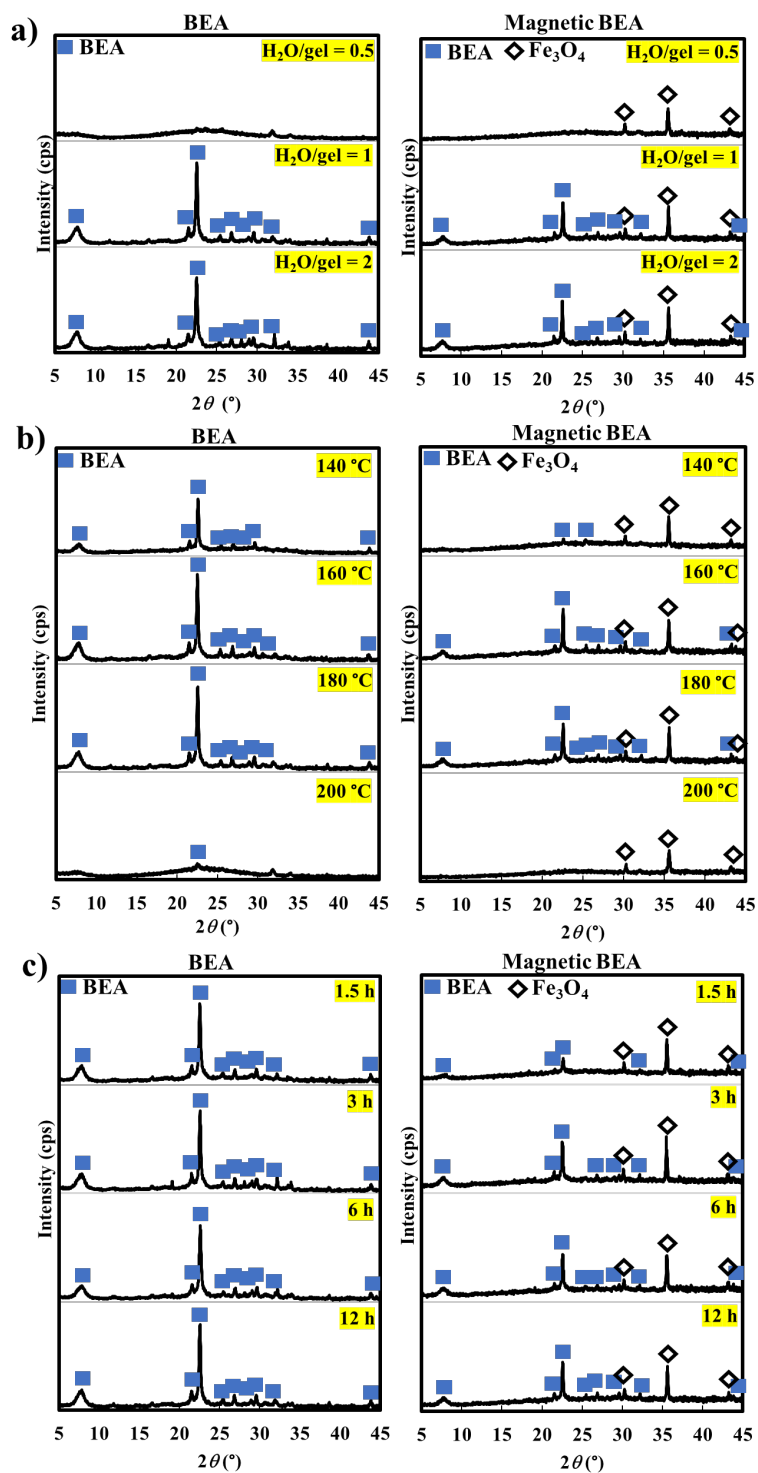 a)
BEA
BEA
H₂O/gel = 0.5
H₂O/gel = 1
H₂O/gel = 2
Intensity (cps)
5 10 15 20 25 30 35 40 45
2θ (°)
Magnetic BEA
BEA Fe₃O₄
H₂O/gel = 0.5
H₂O/gel = 1
H₂O/gel = 2
Intensity (cps)
5 10 15 20 25 30 35 40 45
2θ (°)
b)
BEA
BEA
140 °C
160 °C
180 °C
200 °C
Intensity (cps)
5 10 15 20 25 30 35 40 45
2θ (°)
Magnetic BEA
BEA Fe₃O₄
140 °C
160 °C
180 °C
200 °C
Intensity (cps)
5 10 15 20 25 30 35 40 45
2θ (°)
c)
BEA
BEA
1.5 h
3 h
6 h
12 h
Intensity (cps)
5 10 15 20 25 30 35 40 45
2θ (°)
Magnetic BEA
BEA Fe₃O₄
1.5 h
3 h
6 h
12 h
Intensity (cps)
5 10 15 20 25 30 35 40 45
2θ (°)